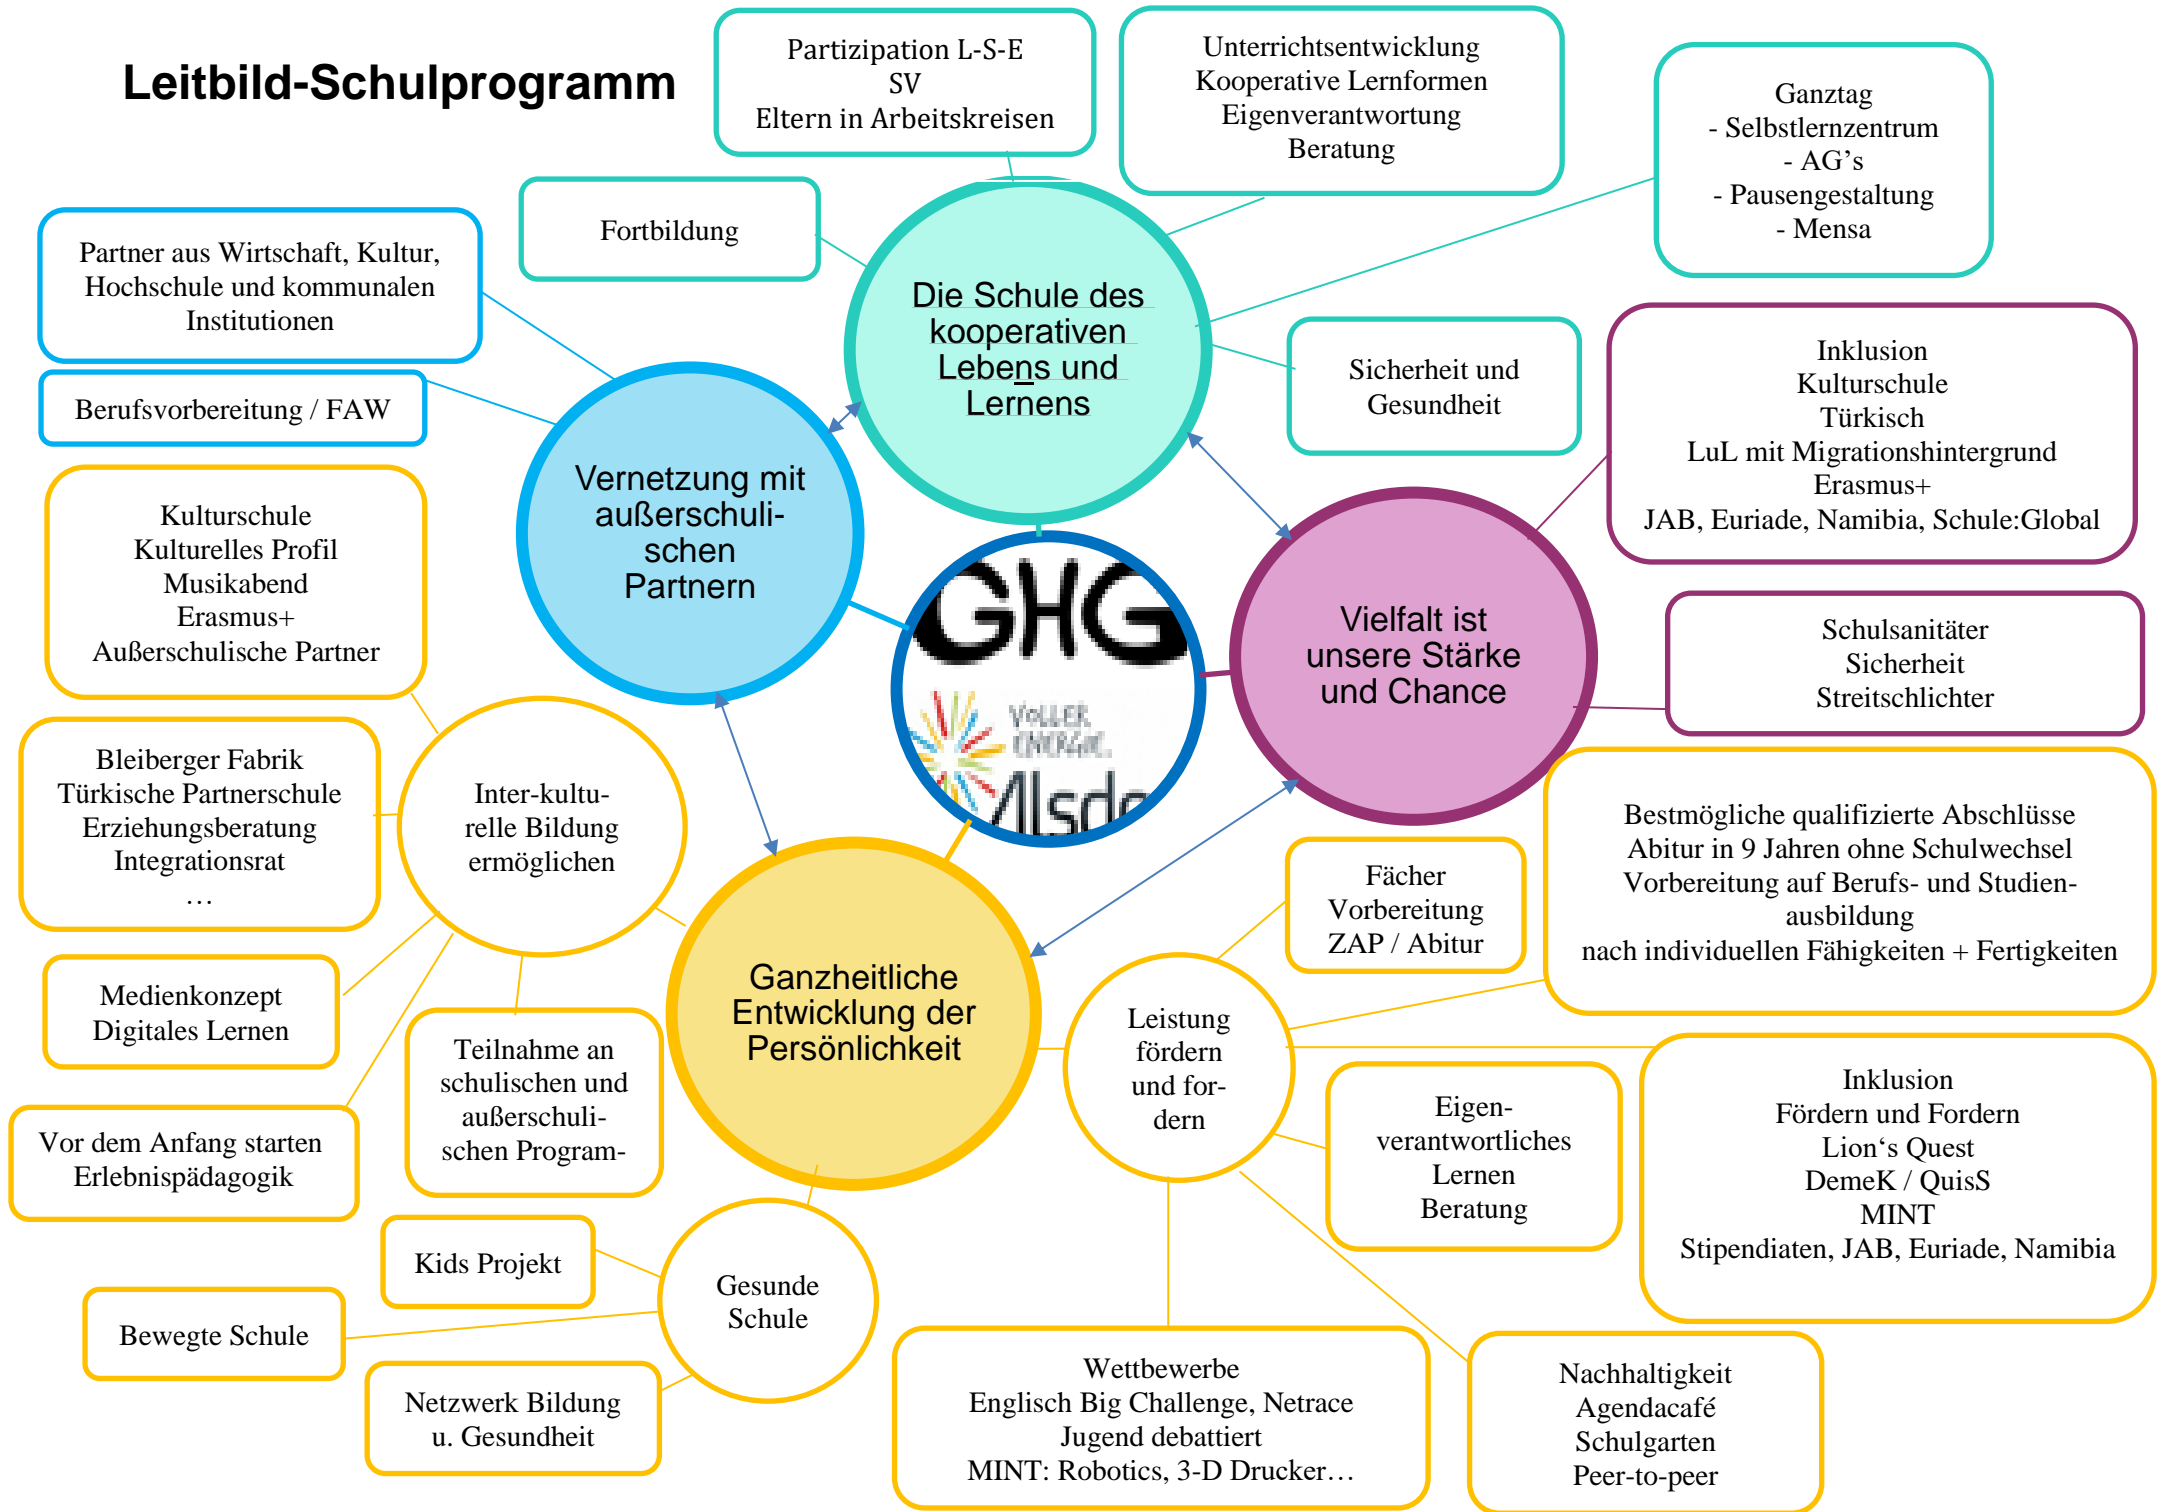 Leitbild-Schulprogramm
Partizipation L-S-E
SV
Eltern in Arbeitskreisen
Unterrichtsentwicklung
Kooperative Lernformen
Eigenverantwortung
Beratung
Ganztag
- Selbstlernzentrum
- AG’s
- Pausengestaltung
- Mensa
Fortbildung
Partner aus Wirtschaft, Kultur,
Hochschule und kommunalen
Institutionen
Berufsvorbereitung / FAW
Die Schule des
kooperativen
Lebens und
Lernens
Sicherheit und
Gesundheit
Inklusion
Kulturschule
Türkisch
LuL mit Migrationshintergrund
Erasmus+
JAB, Euriade, Namibia, Schule:Global
Vernetzung mit
außerschuli-
schen
Partnern
Kulturschule
Kulturelles Profil
Musikabend
Erasmus+
Außerschulische Partner
GHG
VOLLER
ENERGIE.
Alsdo
Vielfalt ist
unsere Stärke
und Chance
Schulsanitäter
Sicherheit
Streitschlichter
Bleiberger Fabrik
Türkische Partnerschule
Erziehungsberatung
Integrationsrat
…
Inter-kultu-
relle Bildung
ermöglichen
Fächer
Vorbereitung
ZAP / Abitur
Bestmögliche qualifizierte Abschlüsse
Abitur in 9 Jahren ohne Schulwechsel
Vorbereitung auf Berufs- und Studien-
ausbildung
nach individuellen Fähigkeiten + Fertigkeiten
Medienkonzept
Digitales Lernen
Ganzheitliche
Entwicklung der
Persönlichkeit
Leistung
fördern
und for-
dern
Teilnahme an
schulischen und
außerschuli-
schen Program-
Vor dem Anfang starten
Erlebnispädagogik
Eigen-
verantwortliches
Lernen
Beratung
Inklusion
Fördern und Fordern
Lion‘s Quest
DemeK / QuisS
MINT
Stipendiaten, JAB, Euriade, Namibia
Kids Projekt
Gesunde
Schule
Bewegte Schule
Netzwerk Bildung
u. Gesundheit
Wettbewerbe
Englisch Big Challenge, Netrace
Jugend debattiert
MINT: Robotics, 3-D Drucker…
Nachhaltigkeit
Agendacafé
Schulgarten
Peer-to-peer